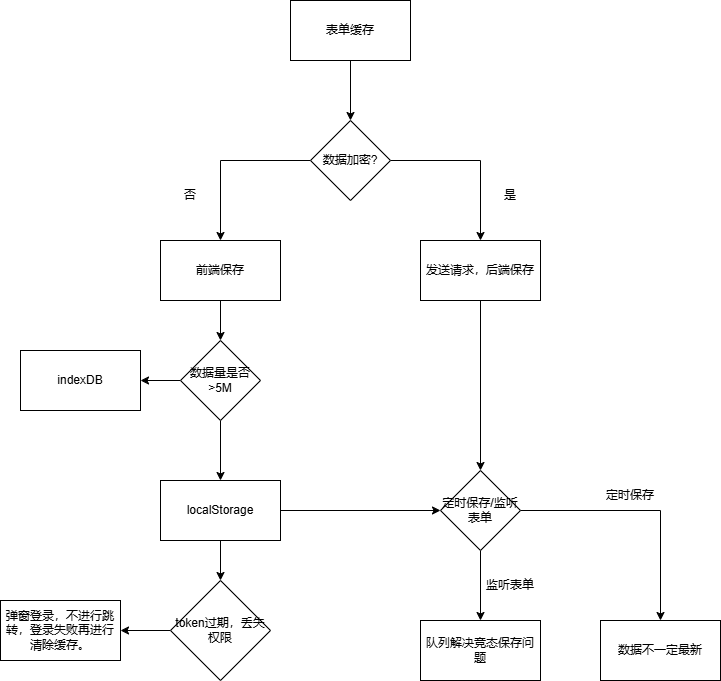 表单缓存
数据加密?
否
是
前端保存
发送请求，后端保存
数据量是否
>5M
indexDB
localStorage
定时保存/监听
表单
定时保存
监听表单
token过期，丢失
权限
弹窗登录，不进行跳
转，登录失败再进行
清除缓存。
队列解决竞态保存问
题
数据不一定最新